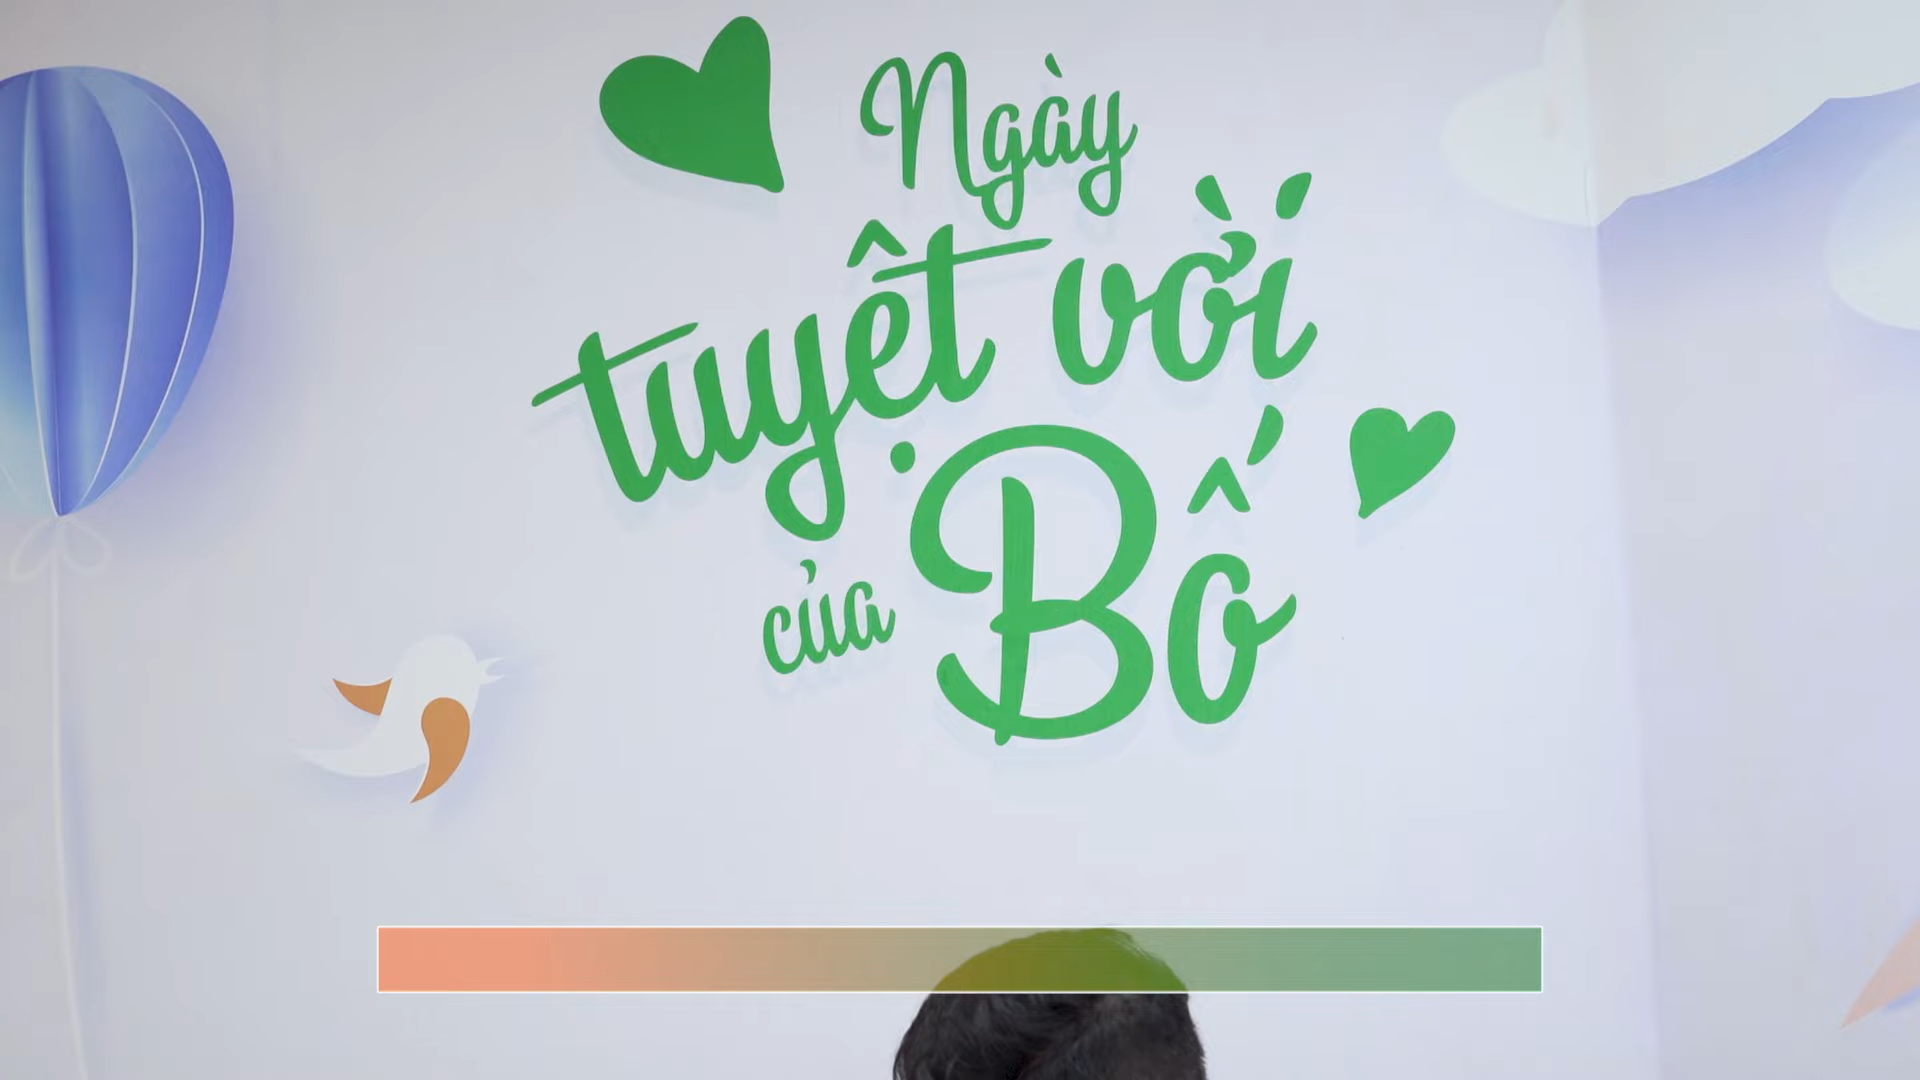 Ngày
tuyệt vời
của Bố